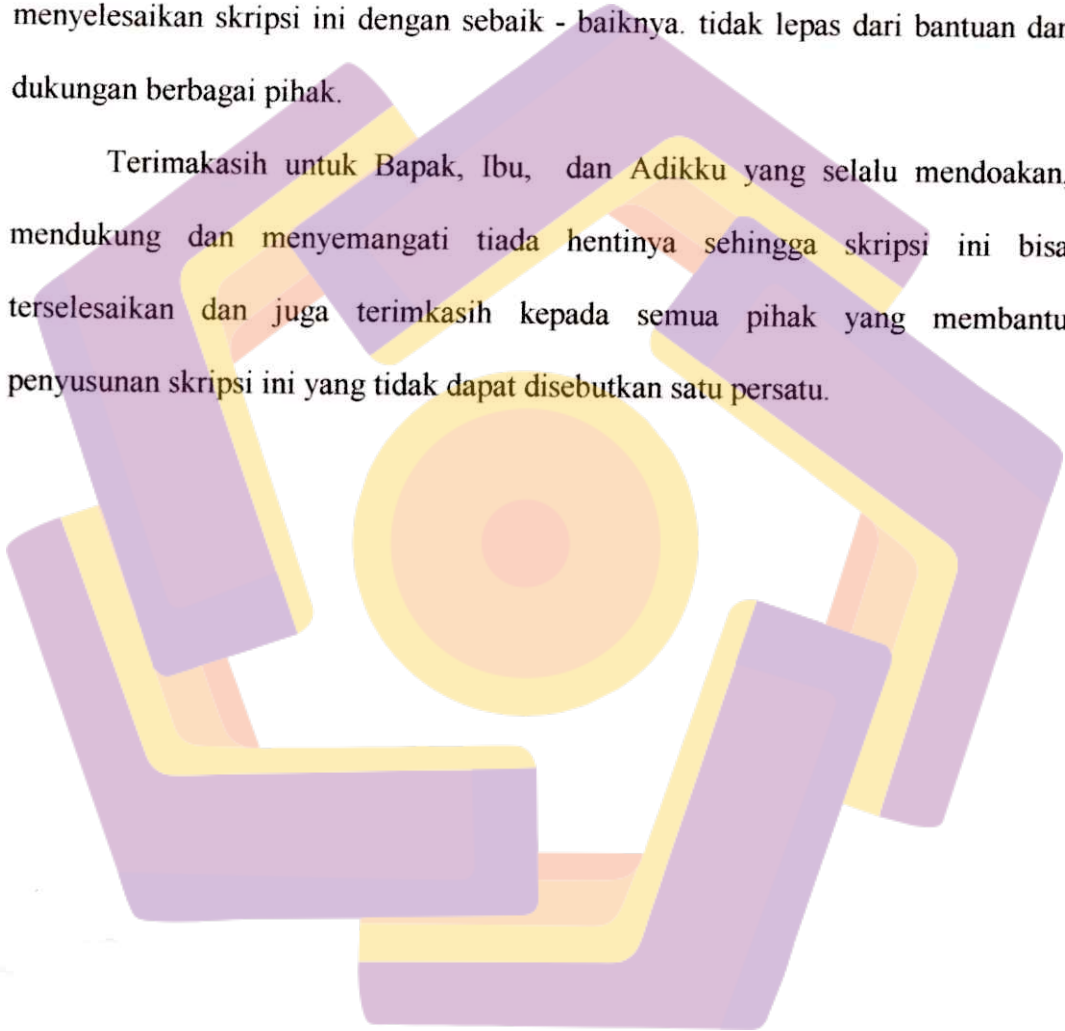 menyelesaikan skripsi ini dengan sebaik - baiknya. tidak lepas dari bantuan dan
dukungan berbagai pihak.
Terimakasih untuk Bapak, Ibu, dan Adikku yang selalu mendoakan,
mendukung dan menyemangati tiada hentinya sehingga skripsi ini bisa
terselesaikan dan juga terimkasih kepada semua pihak yang membantu
penyusunan skripsi ini yang tidak dapat disebutkan satu persatu.